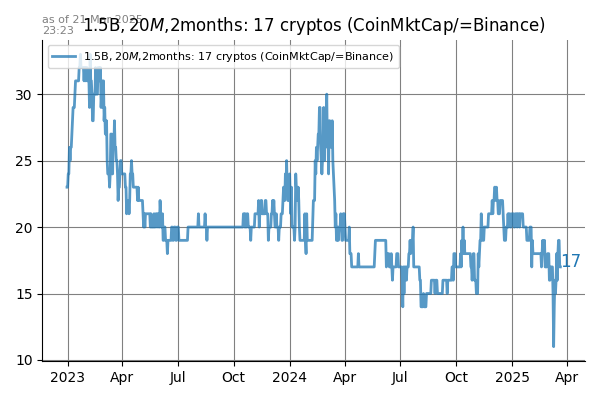 as of 21-Mar-2025
23:23
1.5B, 20M,2months: 17 cryptos (CoinMktCap/=Binance)
1.5B, 20M,2months: 17 cryptos (CoinMktCap/=Binance)
30
25
20
17
15
10
2023 Apr Jul Oct 2024 Apr Jul Oct 2025 Apr